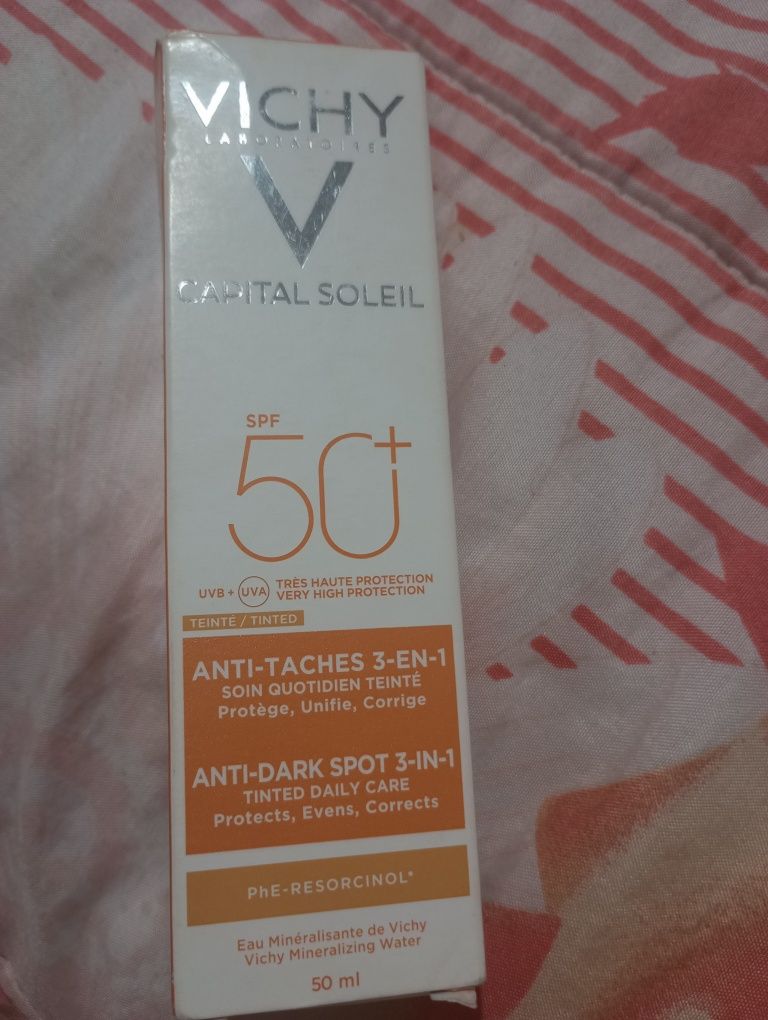 VICHY
LABORATOIRES
V
CAPITAL SOLEIL
SPF
50+
UVB + UVA TRÈS HAUTE PROTECTION
VERY HIGH PROTECTION
TEINTÉ / TINTED
ANTI-TACHES 3-EN-1
SOIN QUOTIDIEN TEINTÉ
Protège, Unifie, Corrige
ANTI-DARK SPOT 3-IN-1
TINTED DAILY CARE
Protects, Evens, Corrects
PhE-RESORCINOL*
Eau Minéralisante de Vichy
Vichy Mineralizing Water
50 ml